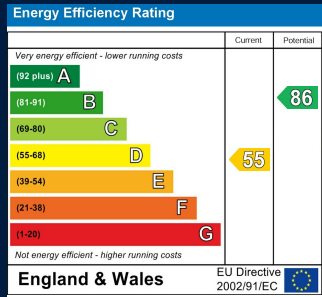 Energy Efficiency Rating
Current Potential
Very energy efficient - lower running costs
(92 plus) A
(81-91) B
86
(69-80) C
(55-68) D
55
(39-54) E
(21-38) F
(1-20) G
Not energy efficient - higher running costs
England & Wales
EU Directive
2002/91/EC